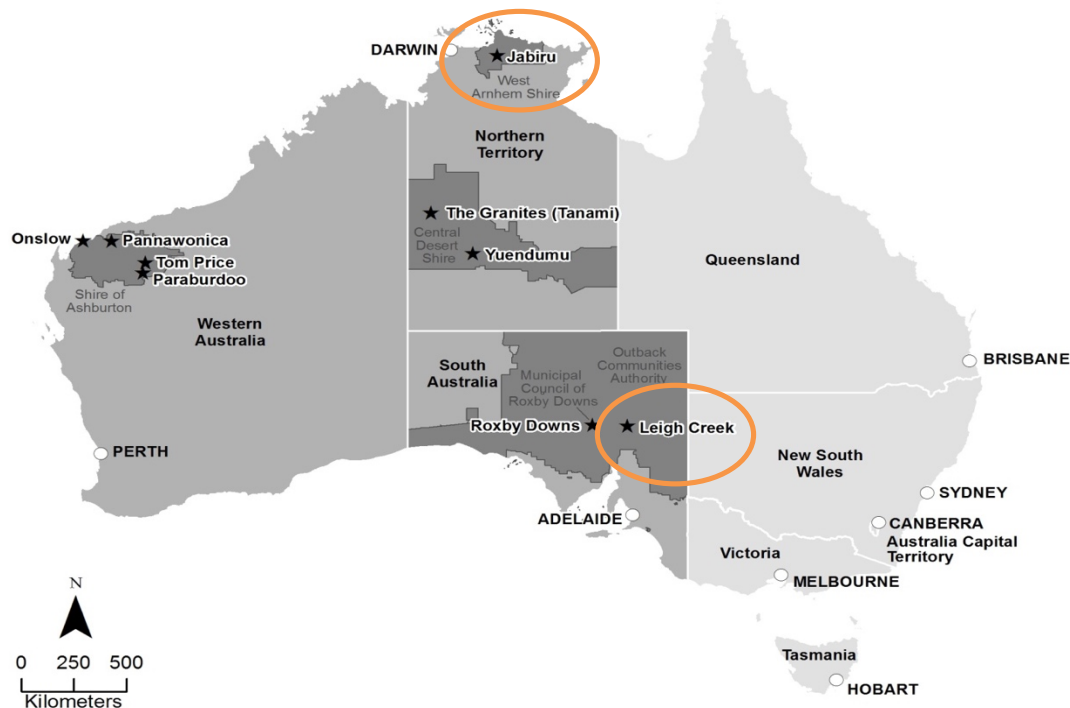 DARWIN
Jabiru
West
Arnhem Shire
Northern
Territory
The Granites (Tanami)
Central
Desert
Shire
Yuendumu
Onslow
Pannawonica
Tom Price
Paraburdoo
Shire of
Ashburton
Western
Australia
Queensland
BRISBANE
South
Australia
Outback
Communities
Authority
Municipal
Council of
Roxby Downs
Roxby Downs
Leigh Creek
PERTH
New South
Wales
SYDNEY
ADELAIDE
CANBERRA
Australia Capital
Territory
Victoria
MELBOURNE
N
0 250 500
Kilometers
Tasmania
HOBART